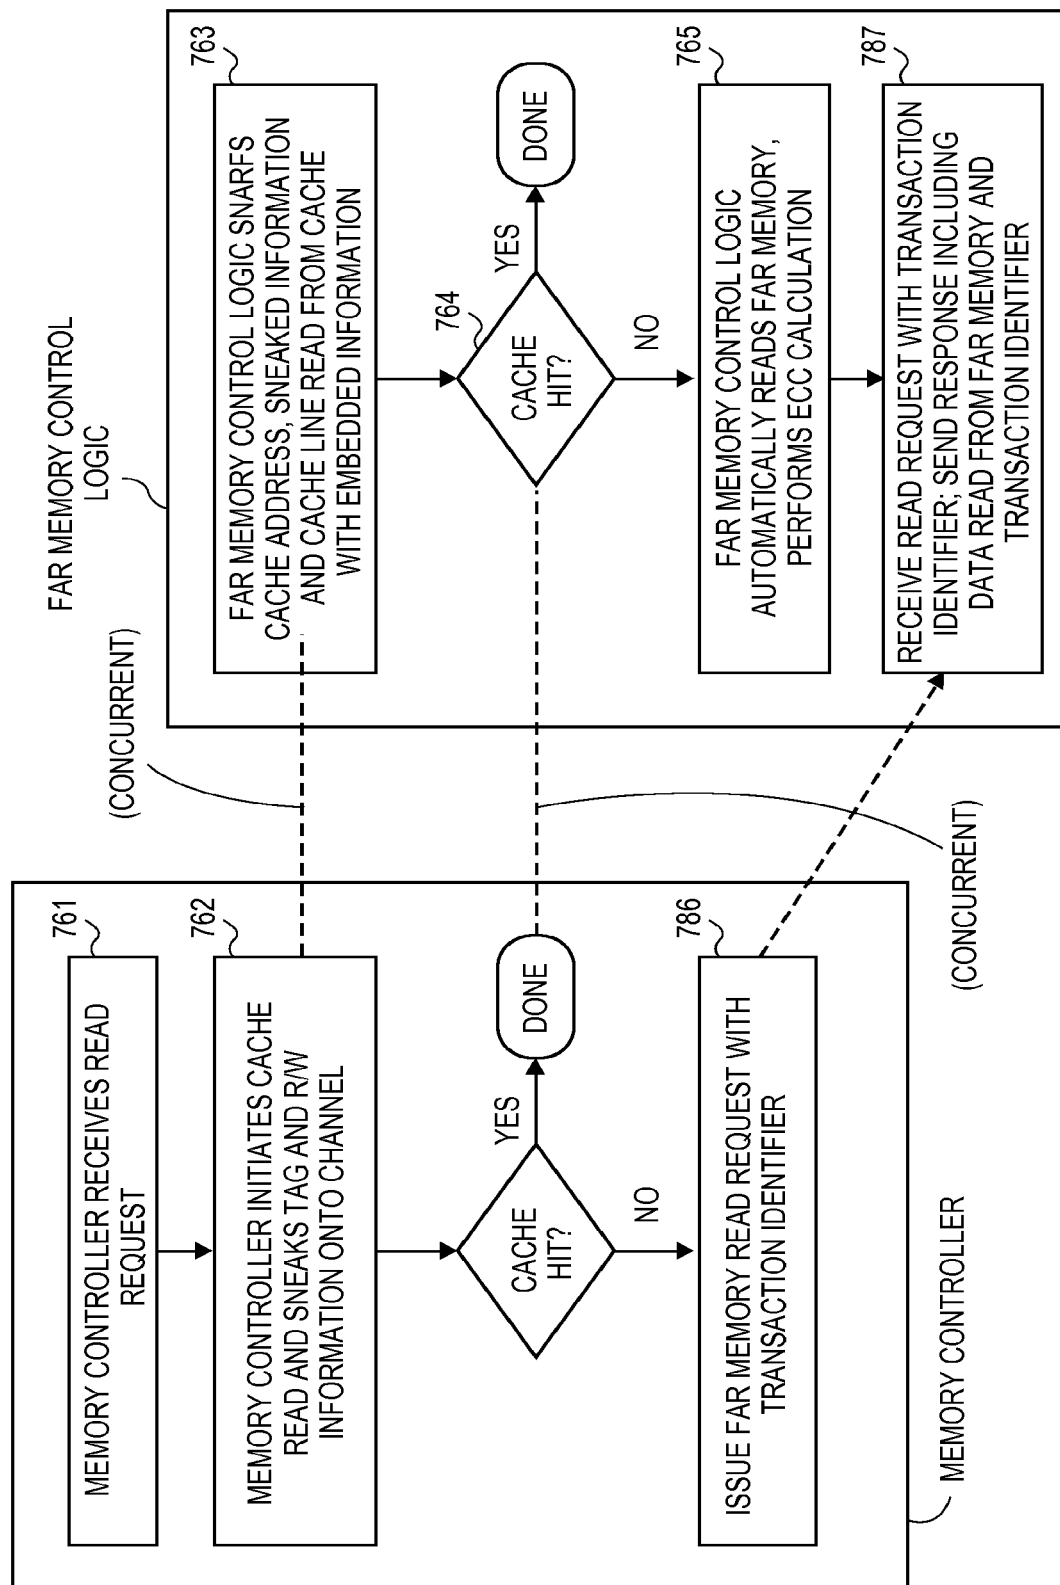 761
MEMORY CONTROLLER RECEIVES READ
REQUEST
762
MEMORY CONTROLLER INITIATES CACHE
READ AND SNEAKS TAG AND R/W
INFORMATION ONTO CHANNEL
CACHE
HIT?
YES
DONE
NO
786
ISSUE FAR MEMORY READ REQUEST WITH
TRANSACTION IDENTIFIER
MEMORY CONTROLLER
(CONCURRENT)
(CONCURRENT)
FAR MEMORY CONTROL
LOGIC
763
FAR MEMORY CONTROL LOGIC SNARFS
CACHE ADDRESS, SNEAKED INFORMATION
AND CACHE LINE READ FROM CACHE
WITH EMBEDDED INFORMATION
764
CACHE
HIT?
YES
DONE
NO
765
FAR MEMORY CONTROL LOGIC
AUTOMATICALLY READS FAR MEMORY,
PERFORMS ECC CALCULATION
787
RECEIVE READ REQUEST WITH TRANSACTION
IDENTIFIER; SEND RESPONSE INCLUDING
DATA READ FROM FAR MEMORY AND
TRANSACTION IDENTIFIER